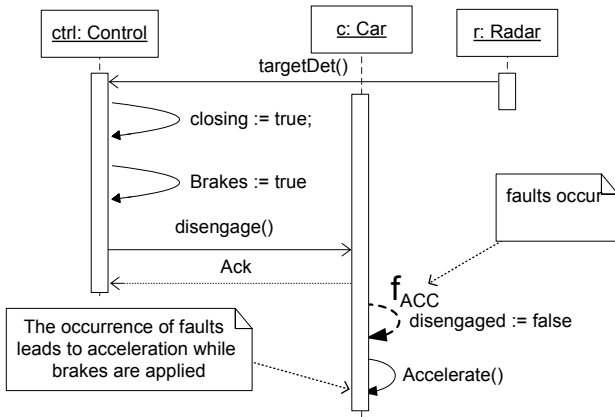 ctrl: Control
c: Car
r: Radar
targetDet()
closing := true;
Brakes := true
faults occur
disengage()
Ack
fACC
disengaged := false
The occurrence of faults
leads to acceleration while
brakes are applied
Accelerate()